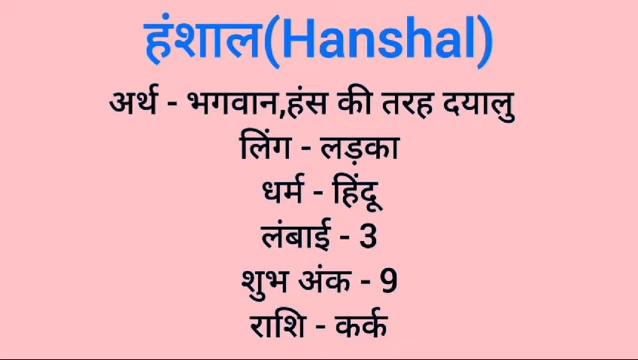 हंशाल(Hanshal)
अर्थ - भगवान,हंस की तरह दयालु
लिंग - लड़का
धर्म - हिंदू
लंबाई - 3
शुभ अंक - 9
राशि - कर्क